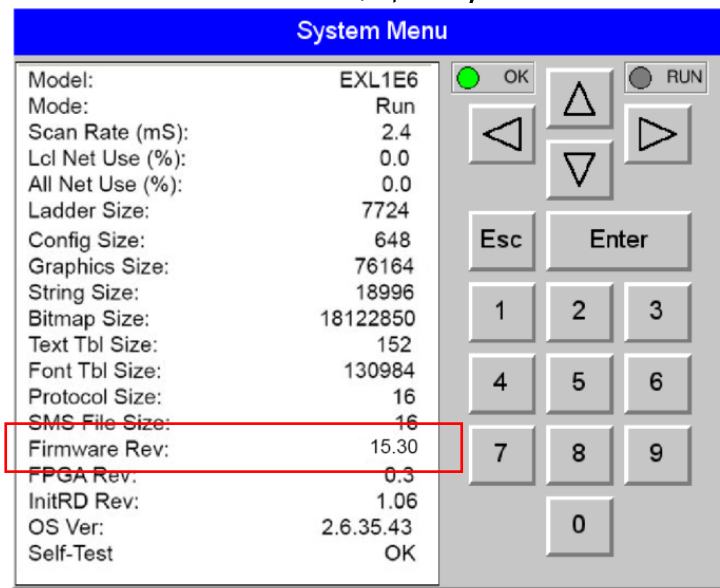 System Menu
Model: EXL1E6
Mode: Run
Scan Rate (mS): 2.4
Lcl Net Use (%): 0.0
All Net Use (%): 0.0
Ladder Size: 7724
Config Size: 648
Graphics Size: 76164
String Size: 18996
Bitmap Size: 18122850
Text Tbl Size: 152
Font Tbl Size: 130984
Protocol Size: 16
SMS File Size: 16
Firmware Rev: 15.30
FPGA Rev: 0.3
InitRD Rev: 1.06
OS Ver: 2.6.35.43
Self-Test OK
OK RUN
Esc Enter
1 2 3
4 5 6
7 8 9
0